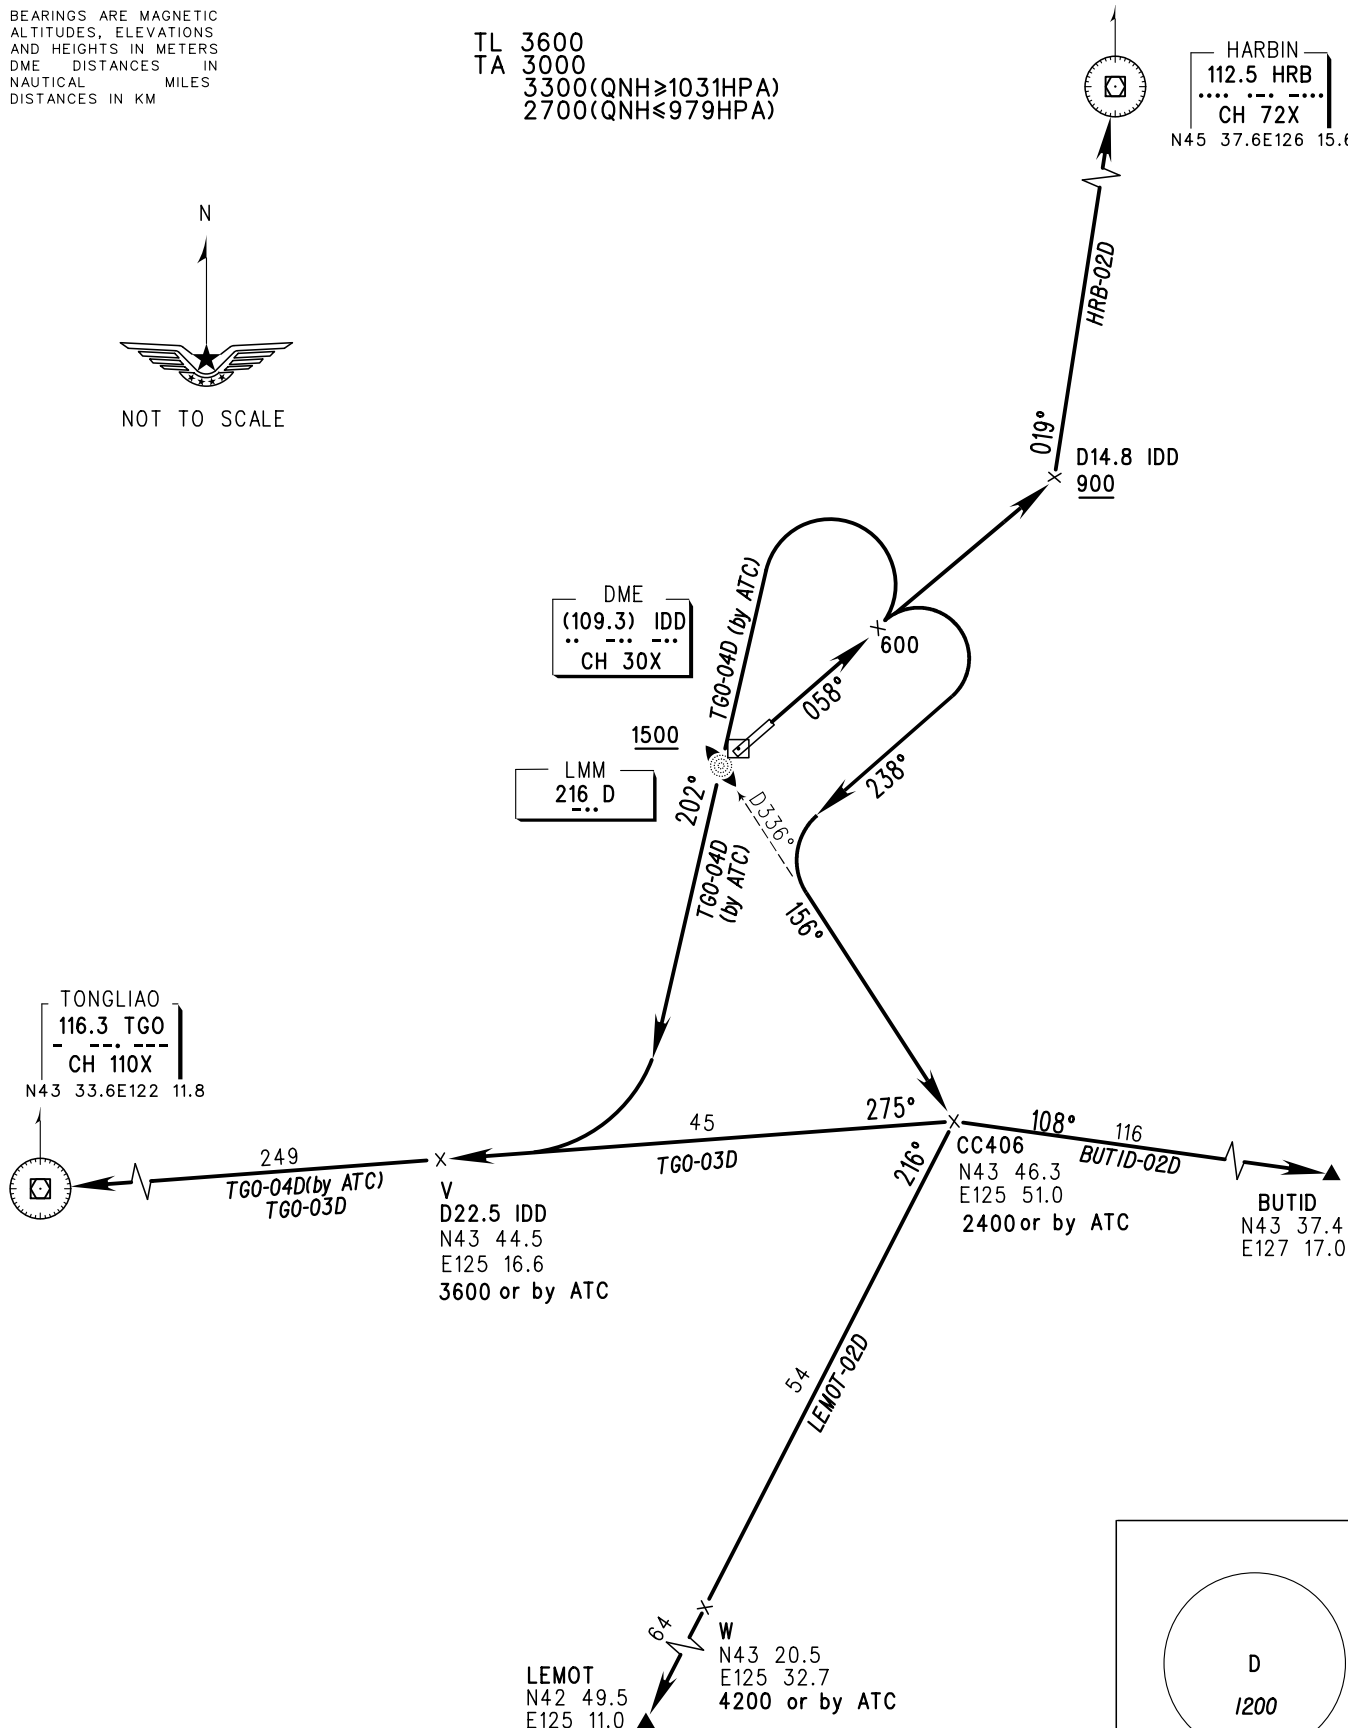 BEARINGS ARE MAGNETIC
ALTITUDES, ELEVATIONS
AND HEIGHTS IN METERS
DME DISTANCES IN
NAUTICAL MILES
DISTANCES IN KM
TL 3600
TA 3000
3300(QNH≥1031HPA)
2700(QNH≤979HPA)
HARBIN
112.5 HRB
CH 72X
N45 37.6E126 15.6
N
NOT TO SCALE
HRB-02D
019°
D14.8 IDD
900
TGO-04D (by ATC)
DME
(109.3) IDD
CH 30X
600
058°
1500
LMM
216 D
202°
D336°
238°
TGO-04D
(by ATC)
156°
TONGLIAO
116.3 TGO
CH 110X
N43 33.6E122 11.8
249
TGO-04D(by ATC)
TGO-03D
V
D22.5 IDD
N43 44.5
E125 16.6
3600 or by ATC
45
TGO-03D
275°
216°
108°
116
BUTID-02D
CC406
N43 46.3
E125 51.0
2400 or by ATC
BUTID
N43 37.4
E127 17.0
54
LEMOT-02D
64
W
N43 20.5
E125 32.7
4200 or by ATC
LEMOT
N42 49.5
E125 11.0
D
1200